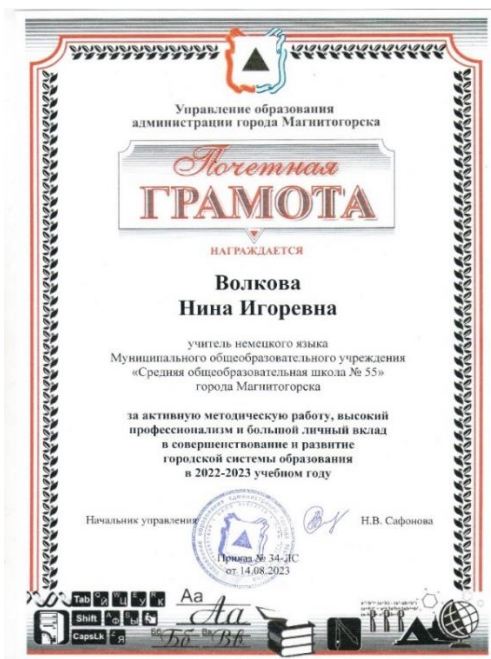 Управление образования
администрации города Магнитогорска
Почетная
ГРАМОТА
НАГРАЖДАЕТСЯ
Волкова
Нина Игоревна
учитель немецкого языка
Муниципального общеобразовательного учреждения
«Средняя общеобразовательная школа № 55»
города Магнитогорска
за активную методическую работу, высокий
профессионализм и большой личный вклад
в совершенствование и развитие
городской системы образования
в 2022-2023 учебном году
Начальник управления Н.В. Сафонова
Приказ № 34-ЛС
от 14.08.2023
Tab Й Ц У К Aa
Shift Ф Ы Аа
CapsLk Я Бб Вв